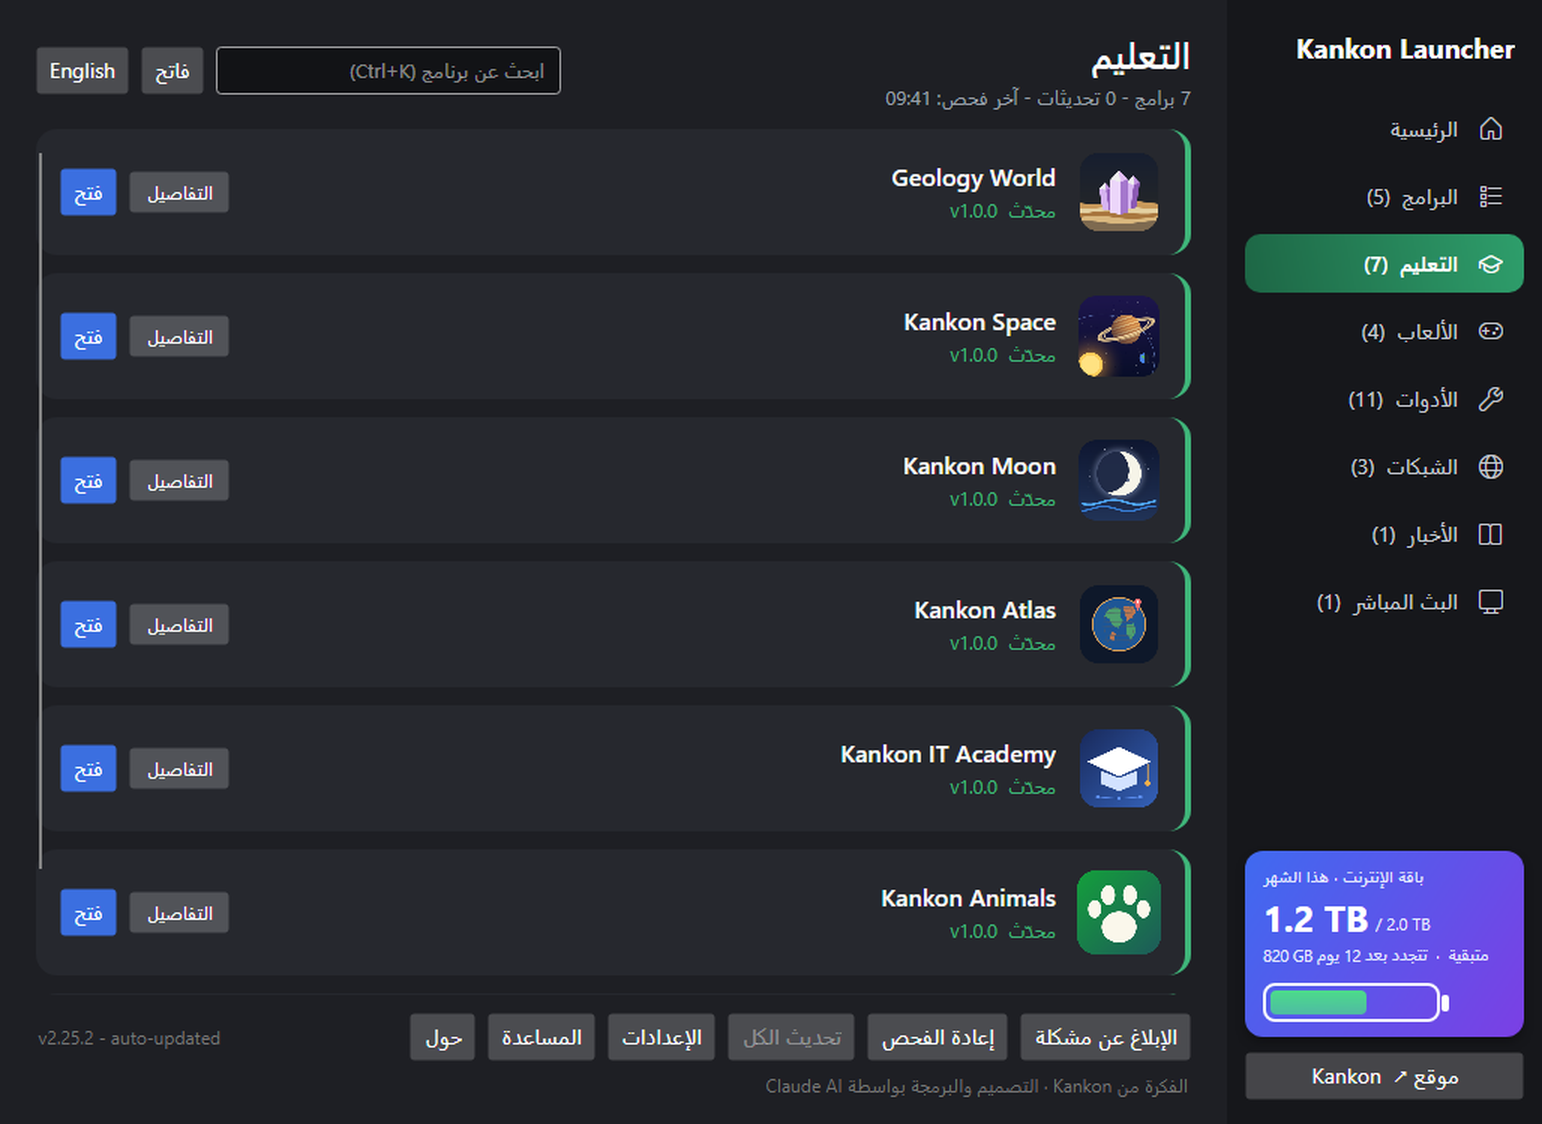 Kankon Launcher
الرئيسية
البرامج (5)
التعليم (7)
الألعاب (4)
الأدوات (11)
الشبكات (3)
الأخبار (1)
البث المباشر (1)
باقة الإنترنت · هذا الشهر
1.2 TB / 2.0 TB
820 GB متبقية · تتجدد بعد 12 يوم
موقع Kankon ↗
التعليم
7 برامج - 0 تحديثات - آخر فحص: 09:41
ابحث عن برنامج (Ctrl+K)
فاتح
English
Geology World
محدّث v1.0.0
التفاصيل
فتح
Kankon Space
محدّث v1.0.0
التفاصيل
فتح
Kankon Moon
محدّث v1.0.0
التفاصيل
فتح
Kankon Atlas
محدّث v1.0.0
التفاصيل
فتح
Kankon IT Academy
محدّث v1.0.0
التفاصيل
فتح
Kankon Animals
محدّث v1.0.0
التفاصيل
فتح
الإبلاغ عن مشكلة
إعادة الفحص
تحديث الكل
الإعدادات
المساعدة
حول
v2.25.2 - auto-updated
الفكرة من Kankon · التصميم والبرمجة بواسطة Claude AI